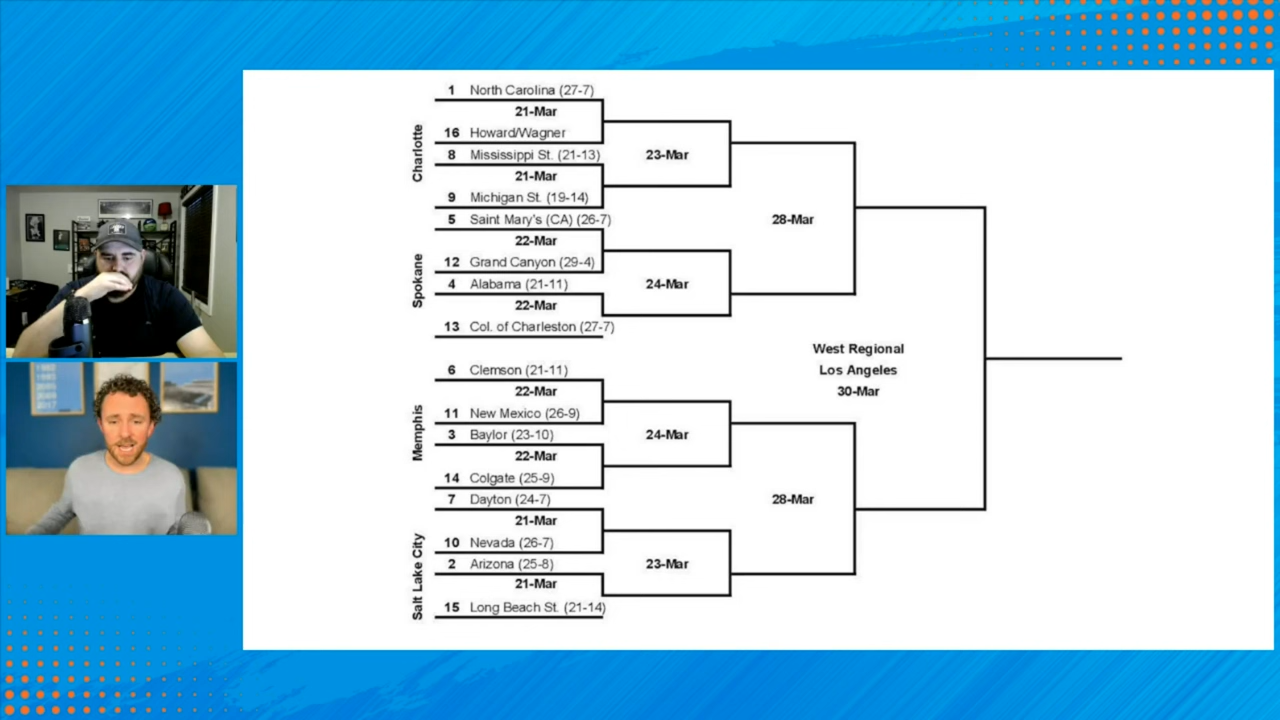 1 North Carolina (27-7)
21-Mar
16 Howard/Wagner
8 Mississippi St. (21-13)
21-Mar
9 Michigan St. (19-14)
Charlotte
23-Mar
5 Saint Mary's (CA) (26-7)
22-Mar
12 Grand Canyon (29-4)
4 Alabama (21-11)
22-Mar
13 Col. of Charleston (27-7)
Spokane
24-Mar
28-Mar
6 Clemson (21-11)
22-Mar
11 New Mexico (26-9)
3 Baylor (23-10)
22-Mar
14 Colgate (25-9)
Memphis
24-Mar
7 Dayton (24-7)
21-Mar
10 Nevada (26-7)
2 Arizona (25-8)
21-Mar
15 Long Beach St. (21-14)
Salt Lake City
23-Mar
28-Mar
West Regional
Los Angeles
30-Mar